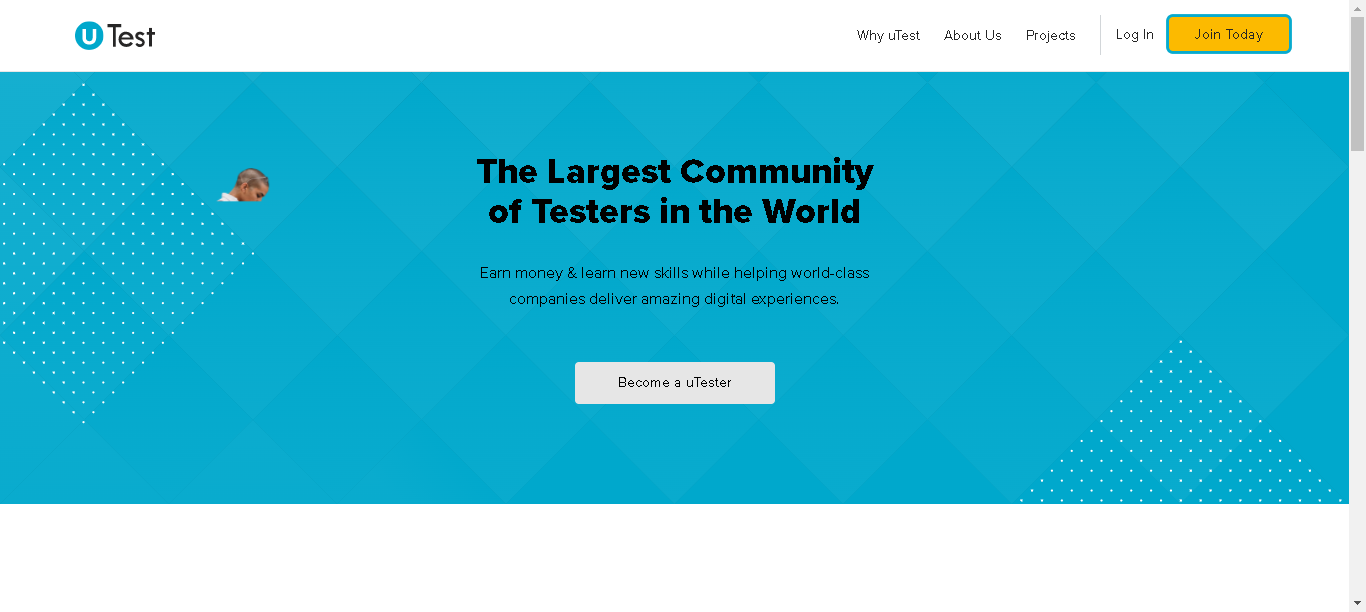 uTest
Why uTest
About Us
Projects
Log In
Join Today
The Largest Community
of Testers in the World
Earn money & learn new skills while helping world-class
companies deliver amazing digital experiences.
Become a uTester